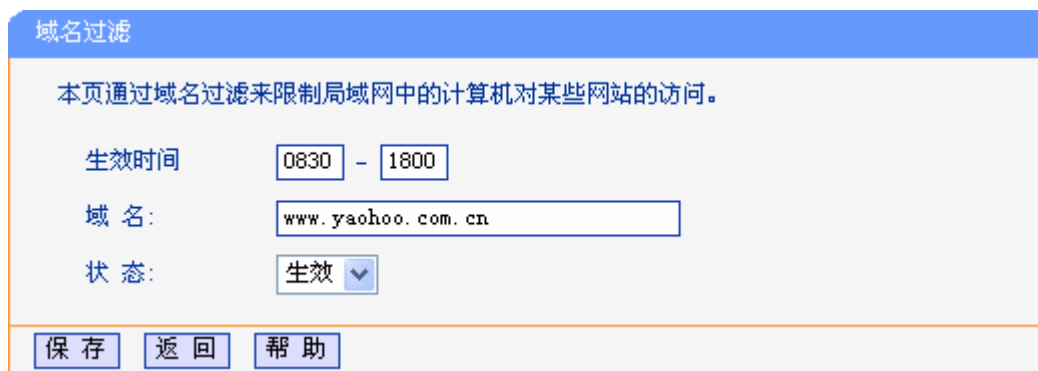 域名过滤
本页通过域名过滤来限制局域网中的计算机对某些网站的访问。
生效时间 0830 - 1800
域 名: www.yaohoo.com.cn
状 态: 生效
保 存 返 回 帮 助